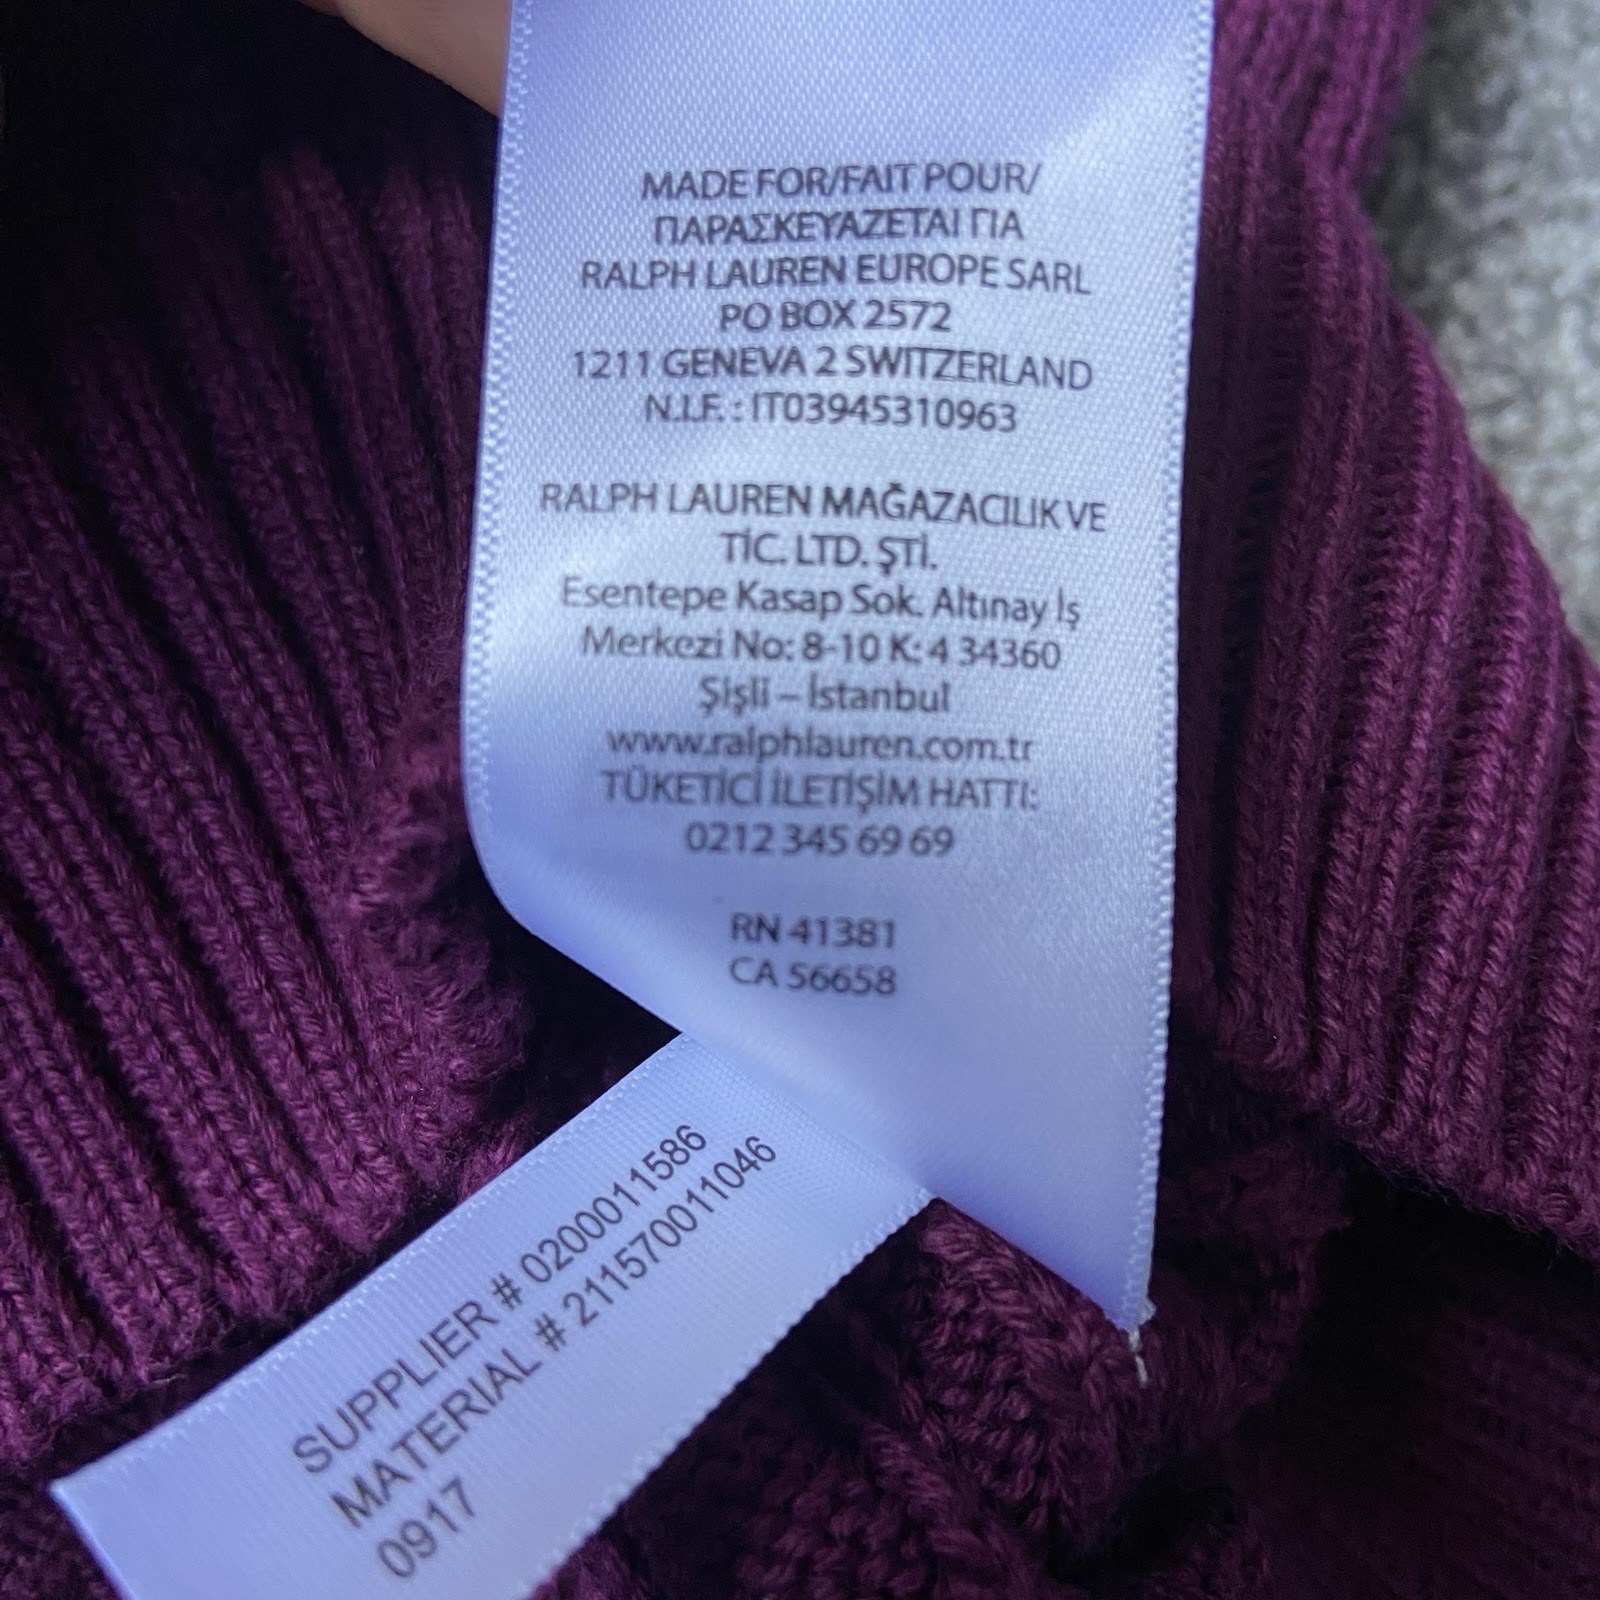 MADE FOR/FAIT POUR/
ΠΑΡΑΣΚΕΥΑΖΕΤΑΙ ΓΙΑ
RALPH LAUREN EUROPE SARL
PO BOX 2572
1211 GENEVA 2 SWITZERLAND
N.I.F. : IT03945310963
RALPH LAUREN MAĞAZACILIK VE
TİC. LTD. ŞTİ.
Esentepe Kasap Sok. Altınay İş
Merkezi No: 8-10 K: 4 34360
Şişli – İstanbul
www.ralphlauren.com.tr
TÜKETİCİ İLETİŞİM HATTI:
0212 345 69 69
RN 41381
CA 56658
SUPPLIER # 0200011586
MATERIAL # 211570011046
0917